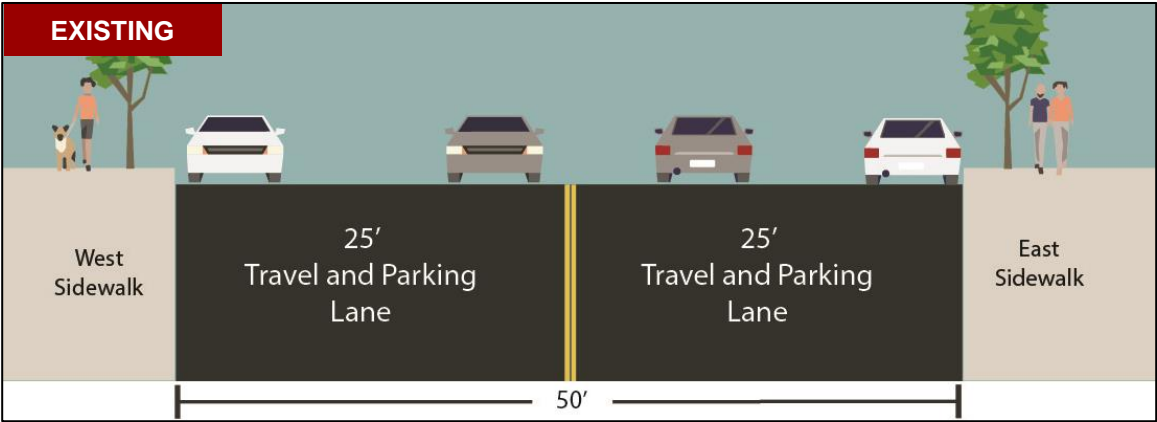 EXISTING
West
Sidewalk
25′
Travel and Parking
Lane
25′
Travel and Parking
Lane
East
Sidewalk
50′